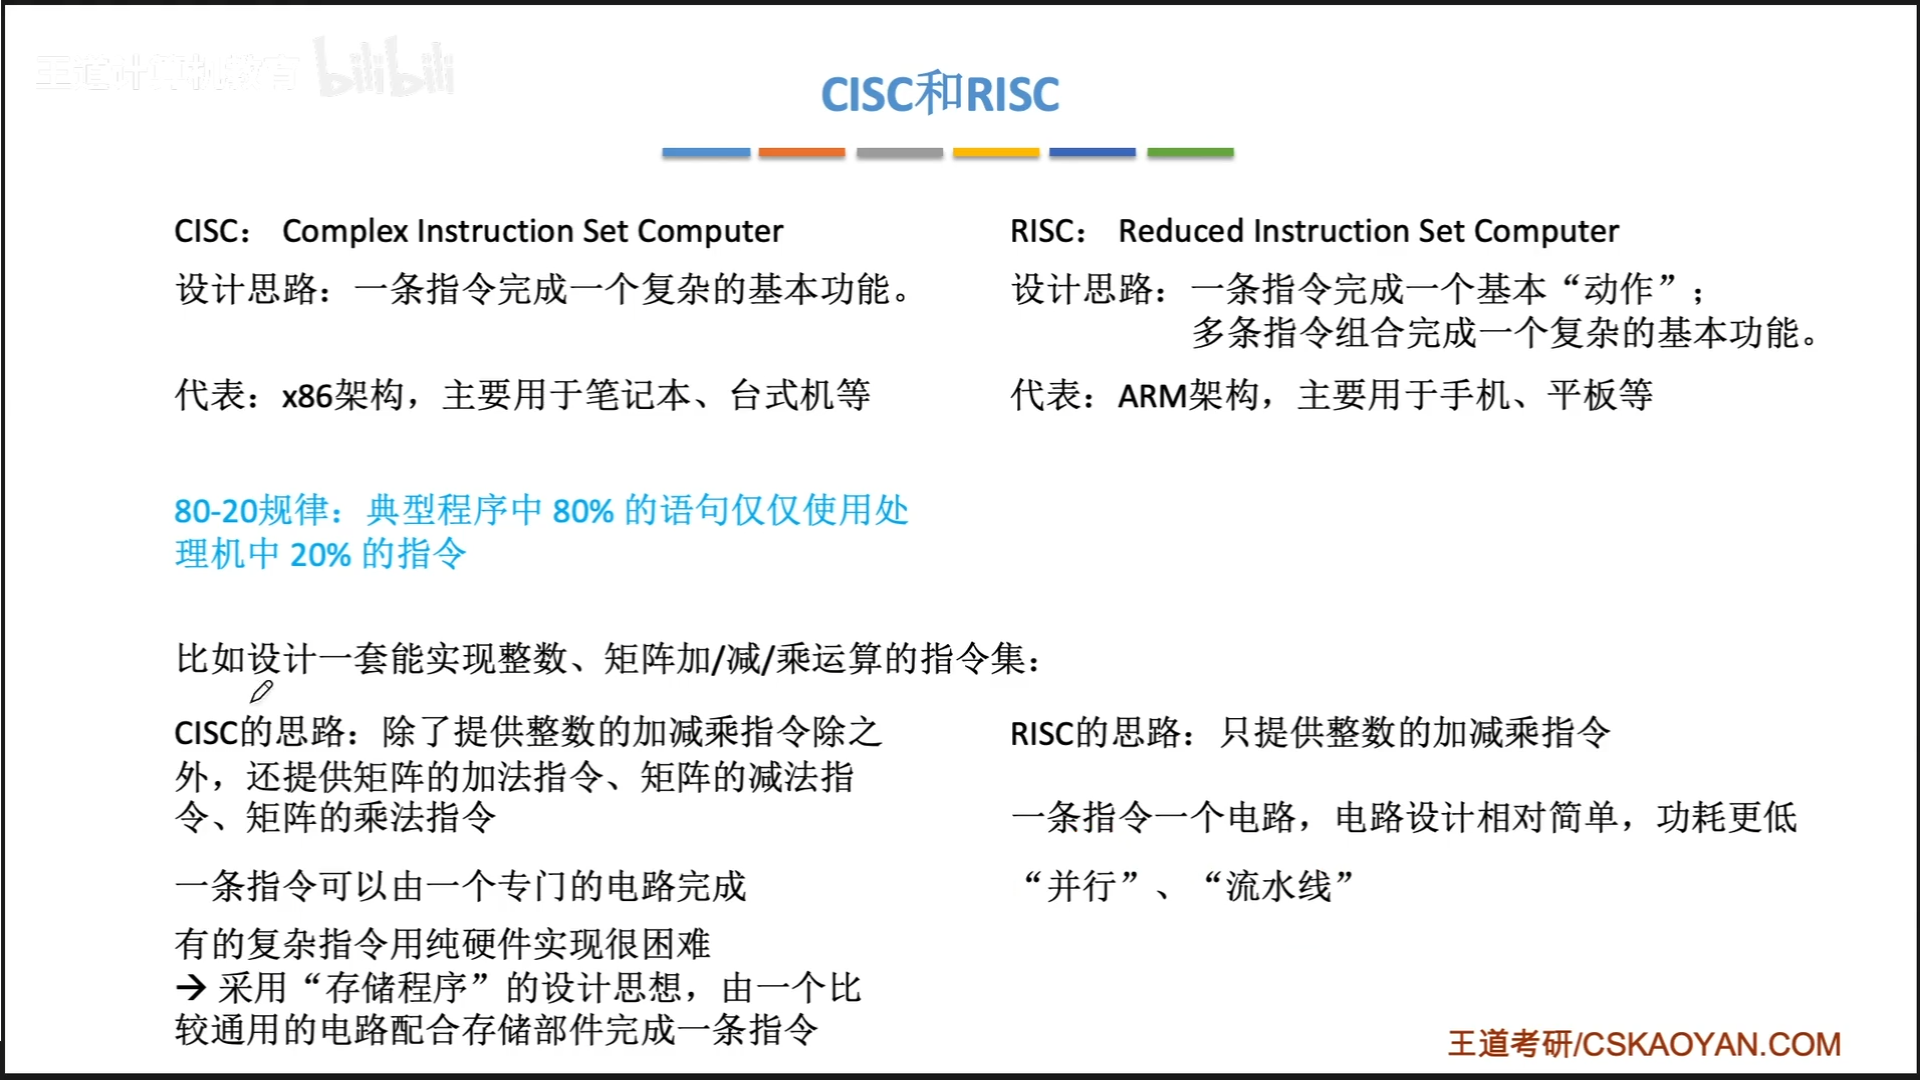 王道计算机教育 bilibili
CISC和RISC
CISC： Complex Instruction Set Computer
设计思路：一条指令完成一个复杂的基本功能。
代表：x86架构，主要用于笔记本、台式机等
RISC： Reduced Instruction Set Computer
设计思路：一条指令完成一个基本“动作”；
多条指令组合完成一个复杂的基本功能。
代表：ARM架构，主要用于手机、平板等
80-20规律：典型程序中 80% 的语句仅仅使用处
理机中 20% 的指令
比如设计一套能实现整数、矩阵加/减/乘运算的指令集：
CISC的思路：除了提供整数的加减乘指令除之
外，还提供矩阵的加法指令、矩阵的减法指
令、矩阵的乘法指令
一条指令可以由一个专门的电路完成
有的复杂指令用纯硬件实现很困难
→ 采用“存储程序”的设计思想，由一个比
较通用的电路配合存储部件完成一条指令
RISC的思路：只提供整数的加减乘指令
一条指令一个电路，电路设计相对简单，功耗更低
“并行”、“流水线”
王道考研/CSKAOYAN.COM